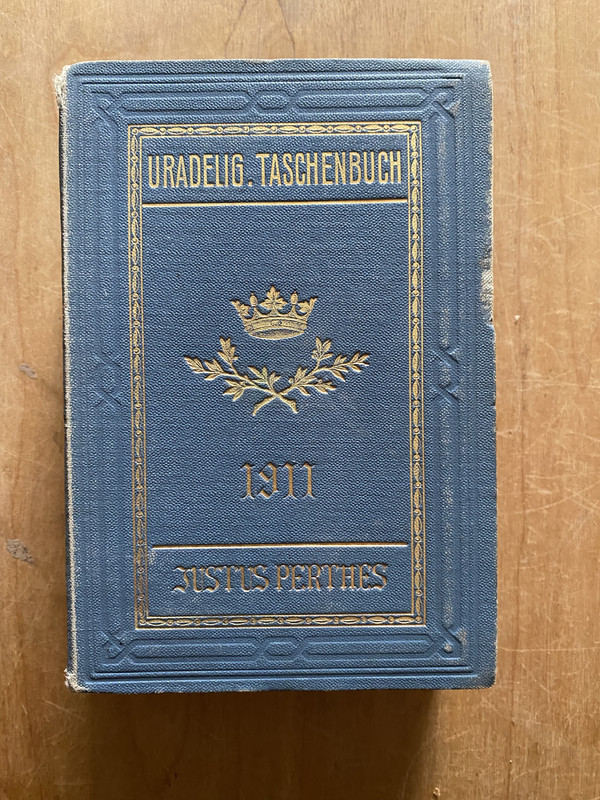 URADELIG. TASCHENBUCH
1911
JUSTUS PERTHES